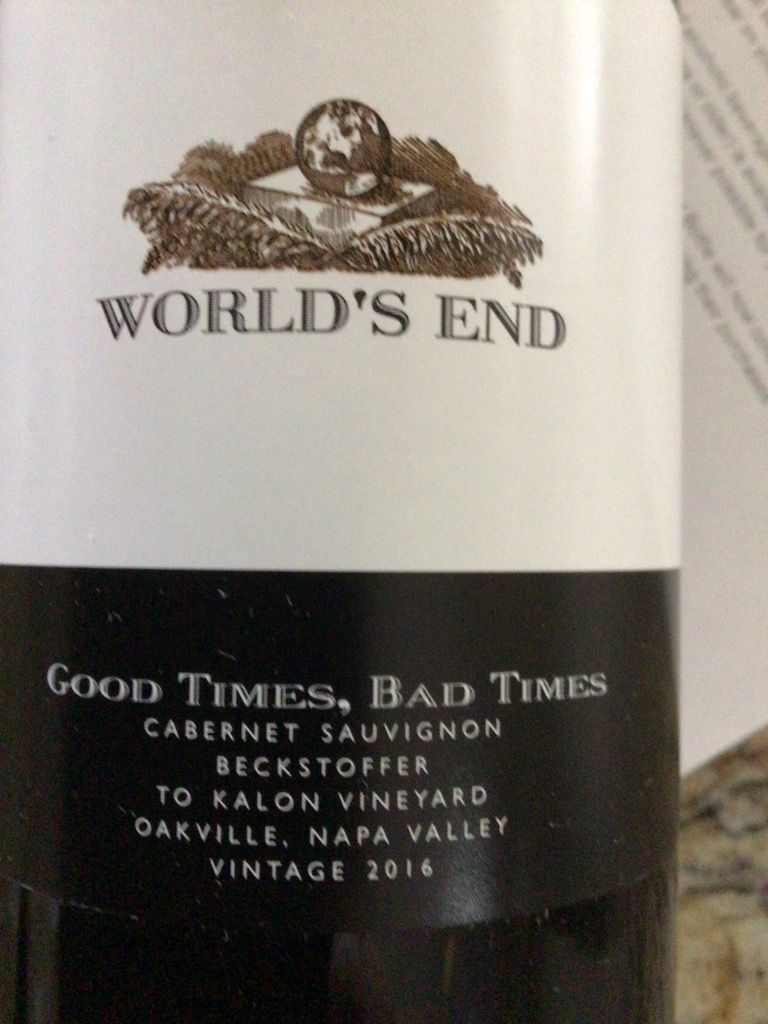 WORLD'S END
GOOD TIMES, BAD TIMES
CABERNET SAUVIGNON
BECKSTOFFER
TO KALON VINEYARD
OAKVILLE, NAPA VALLEY
VINTAGE 2016